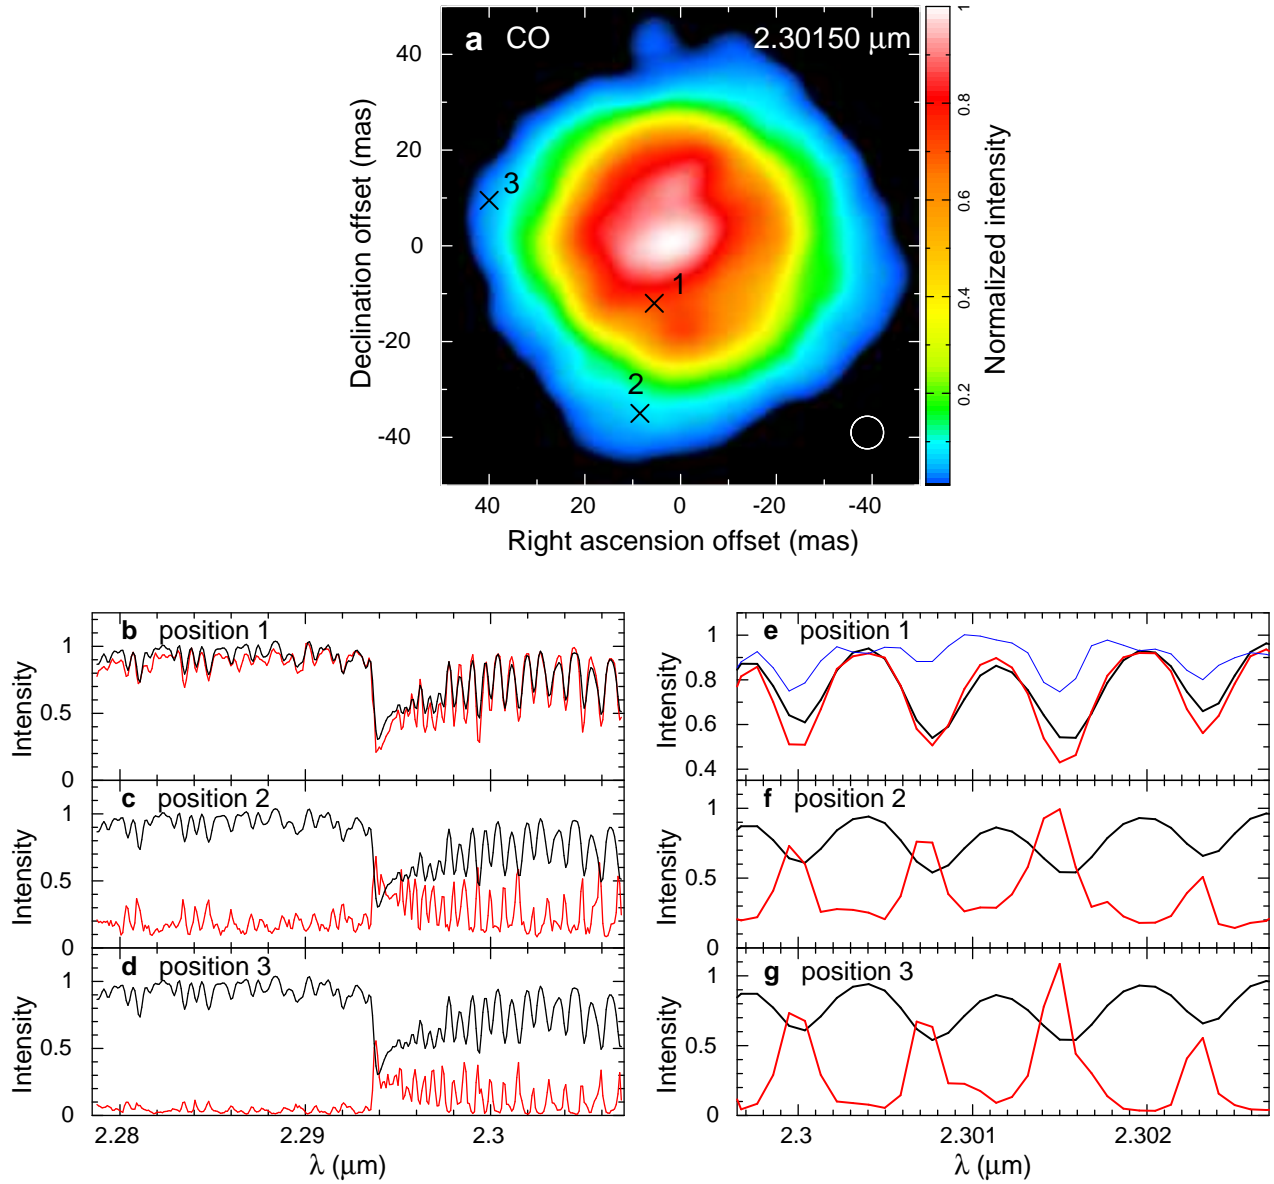 a CO 2.30150 μm
40
20
0
-20
-40
Declination offset (mas)
3
1
2
40 20 0 -20 -40
Right ascension offset (mas)
1
0.8
0.6
0.4
0.2
Normalized intensity
b position 1
1
0.5
0
Intensity
c position 2
1
0.5
0
Intensity
d position 3
1
0.5
0
Intensity
2.28 2.29 2.3
λ (μm)
e position 1
1
0.8
0.6
0.4
Intensity
f position 2
1
0.5
0
Intensity
g position 3
1
0.5
0
Intensity
2.3 2.301 2.302
λ (μm)